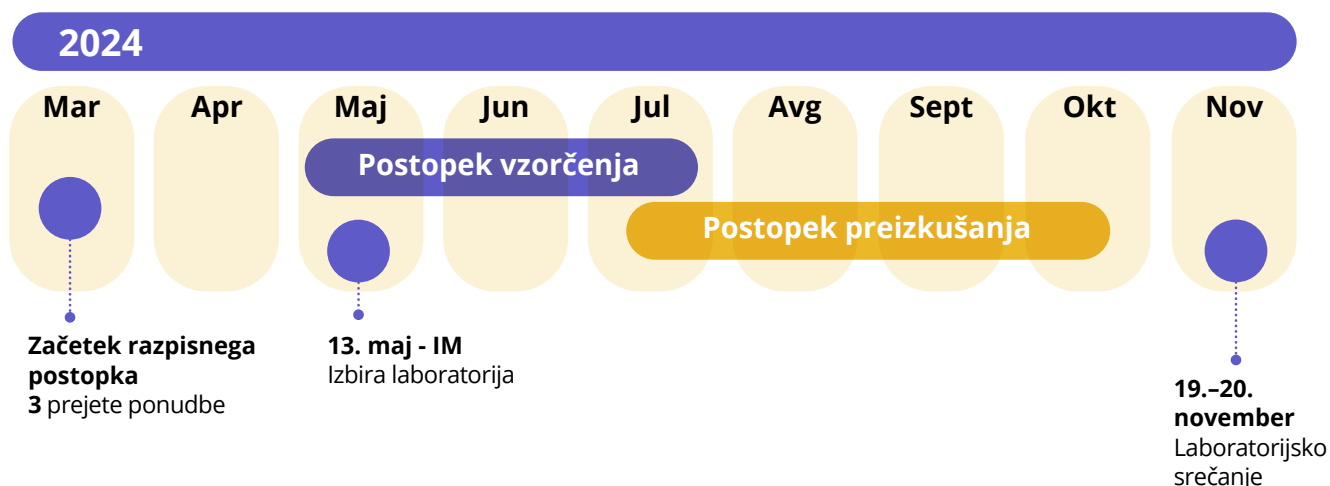 2024
Mar Apr Maj Jun Jul Avg Sept Okt Nov
Postopek vzorčenja
Postopek preizkušanja
Začetek razpisnega
postopka
3 prejete ponudbe
13. maj - IM
Izbira laboratorija
19.–20.
november
Laboratorijsko
srečanje